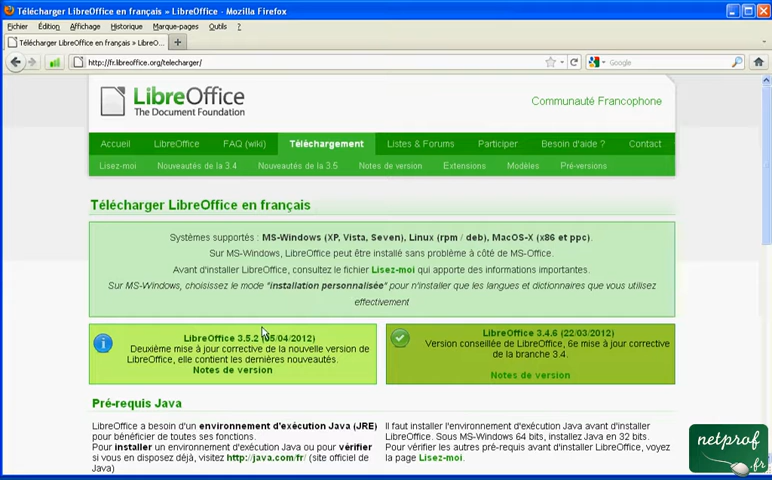 Télécharger LibreOffice en français » LibreOffice - Mozilla Firefox
Fichier Édition Affichage Historique Marque-pages Outils ?
Télécharger LibreOffice en français » LibreO... +
http://fr.libreoffice.org/telecharger/
Google
LibreOffice
The Document Foundation
Communauté Francophone
Accueil LibreOffice FAQ (wiki) Téléchargement Listes & Forums Participer Besoin d'aide ? Contact
Lisez-moi Nouveautés de la 3.4 Nouveautés de la 3.5 Notes de version Extensions Modèles Pré-versions
Télécharger LibreOffice en français
Systèmes supportés : MS-Windows (XP, Vista, Seven), Linux (rpm / deb), MacOS-X (x86 et ppc).
Sur MS-Windows, LibreOffice peut être installé sans problème à côté de MS-Office.
Avant d'installer LibreOffice, consultez le fichier Lisez-moi qui apporte des informations importantes.
Sur MS-Windows, choisissez le mode "installation personnalisée" pour n'installer que les langues et dictionnaires que vous utilisez
effectivement
LibreOffice 3.5.2 (05/04/2012)
Deuxième mise à jour corrective de la nouvelle version de
LibreOffice, elle contient les dernières nouveautés.
Notes de version
LibreOffice 3.4.6 (22/03/2012)
Version conseillée de LibreOffice, 6e mise à jour corrective
de la branche 3.4.
Notes de version
Pré-requis Java
LibreOffice a besoin d'un environnement d'exécution Java (JRE)
pour bénéficier de toutes ses fonctions.
Pour installer un environnement d'exécution Java ou pour vérifier
si vous en disposez déjà, visitez http://java.com/fr/ (site officiel de
Java)
Il faut installer l'environnement d'exécution Java avant d'installer
LibreOffice. Sous MS-Windows 64 bits, installez Java en 32 bits.
Pour vérifier les autres pré-requis avant d'installer LibreOffice, voyez
la page Lisez-moi.
netprof
.fr